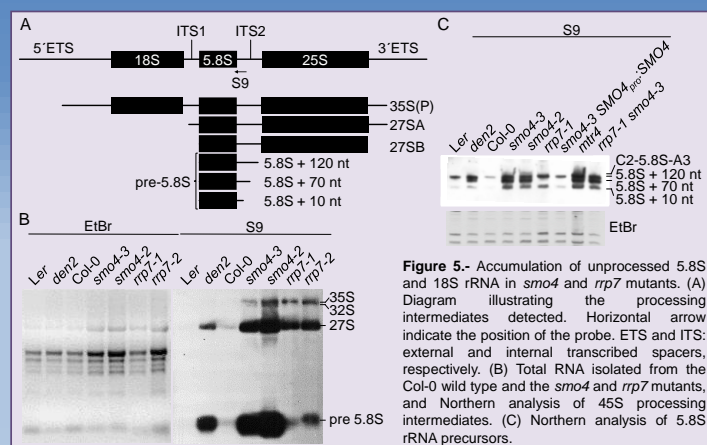 A
ITS1 ITS2
5´ETS 3´ETS
18S 5.8S 25S
S9
35S(P)
27SA
27SB
pre-5.8S
5.8S + 120 nt
5.8S + 70 nt
5.8S + 10 nt
B
EtBr S9
Ler den2 Col-0 smo4-3 smo4-2 rrp7-1 rrp7-2 Ler den2 Col-0 smo4-3 smo4-2 rrp7-1 rrp7-2
35S
32S
27S
pre 5.8S
C
S9
Ler den2 Col-0 smo4-3 smo4-2 rrp7-1 smo4-3 SMO4pro:SMO4 mtr4 rrp7-1 smo4-3
C2-5.8S-A3
5.8S + 120 nt
5.8S + 70 nt
5.8S + 10 nt
EtBr
Figure 5.- Accumulation of unprocessed 5.8S
and 18S rRNA in smo4 and rrp7 mutants. (A)
Diagram illustrating the processing
intermediates detected. Horizontal arrow
indicate the position of the probe. ETS and ITS:
external and internal transcribed spacers,
respectively. (B) Total RNA isolated from the
Col-0 wild type and the smo4 and rrp7 mutants,
and Northern analysis of 45S processing
intermediates. (C) Northern analysis of 5.8S
rRNA precursors.